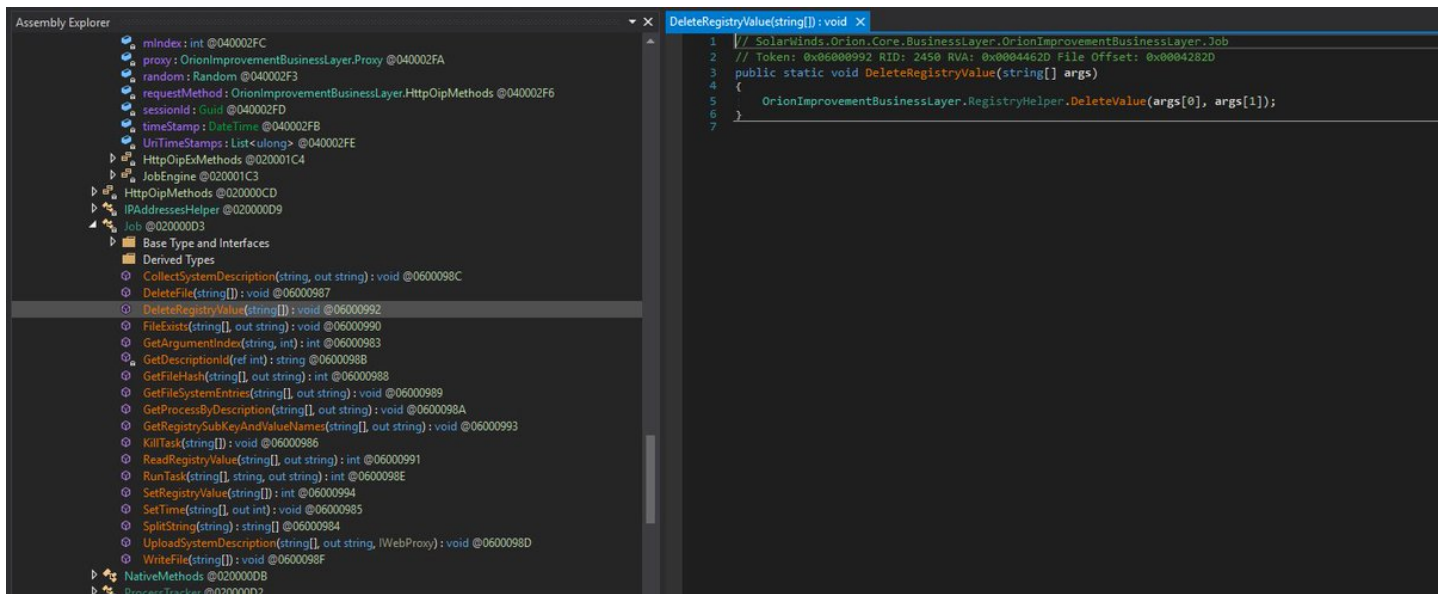 Assembly Explorer
mIndex : int @040002FC
proxy : OrionImprovementBusinessLayer.Proxy @040002FA
random : Random @040002F3
requestMethod : OrionImprovementBusinessLayer.HttpOipMethods @040002F6
sessionId : Guid @040002FD
timeStamp : DateTime @040002FB
UriTimeStamps : List<ulong> @040002FE
HttpOipExMethods @020001C4
JobEngine @020001C3
HttpOipMethods @020000CD
IPAddressesHelper @020000D9
Job @020000D3
Base Type and Interfaces
Derived Types
CollectSystemDescription(string, out string) : void @0600098C
DeleteFile(string[]) : void @06000987
DeleteRegistryValue(string[]) : void @06000992
FileExists(string[], out string) : void @06000990
GetArgumentIndex(string, int) : int @06000983
GetDescriptionId(ref int) : string @0600098B
GetFileHash(string[], out string) : int @06000988
GetFileSystemEntries(string[], out string) : void @06000989
GetProcessByDescription(string[], out string) : void @0600098A
GetRegistrySubKeyAndValueNames(string[], out string) : void @06000993
KillTask(string[]) : void @06000986
ReadRegistryValue(string[], out string) : int @06000991
RunTask(string[], string, out string) : int @0600098E
SetRegistryValue(string[]) : int @06000994
SetTime(string[], out int) : void @06000985
SplitString(string) : string[] @06000984
UploadSystemDescription(string[], out string, IWebProxy) : void @0600098D
WriteFile(string[]) : void @0600098F
NativeMethods @020000DB
ProcessTracker @020000D2
DeleteRegistryValue(string[]) : void X
1 // SolarWinds.Orion.Core.BusinessLayer.OrionImprovementBusinessLayer.Job
2 // Token: 0x06000992 RID: 2450 RVA: 0x0004462D File Offset: 0x0004282D
3 public static void DeleteRegistryValue(string[] args)
4 {
5 OrionImprovementBusinessLayer.RegistryHelper.DeleteValue(args[0], args[1]);
6 }
7